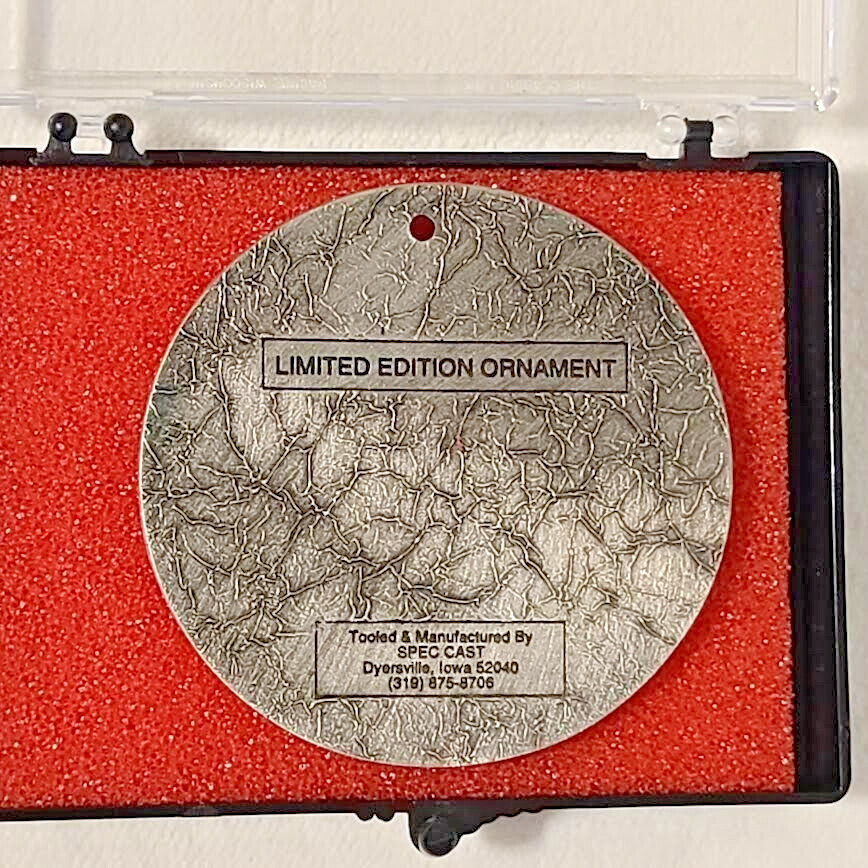 LIMITED EDITION ORNAMENT
Tooled & Manufactured By
SPEC CAST
Dyersville, Iowa 52040
(319) 875-8706